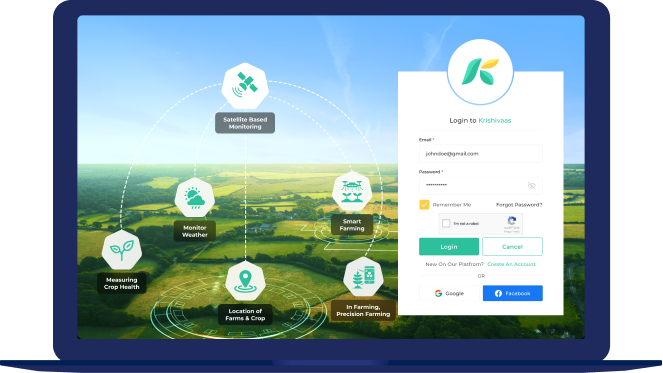 Satellite Based
Monitoring
Monitor
Weather
Smart
Farming
Measuring
Crop Health
Location of
Farms & Crop
In Farming,
Precision Farming
Login to Krishivaas
Email *
johndoe@gmail.com
Password *
**********
Remember Me
Forgot Password?
I'm not a robot
Login
Cancel
New On Our Platfrom? Create An Account
OR
Google
Facebook